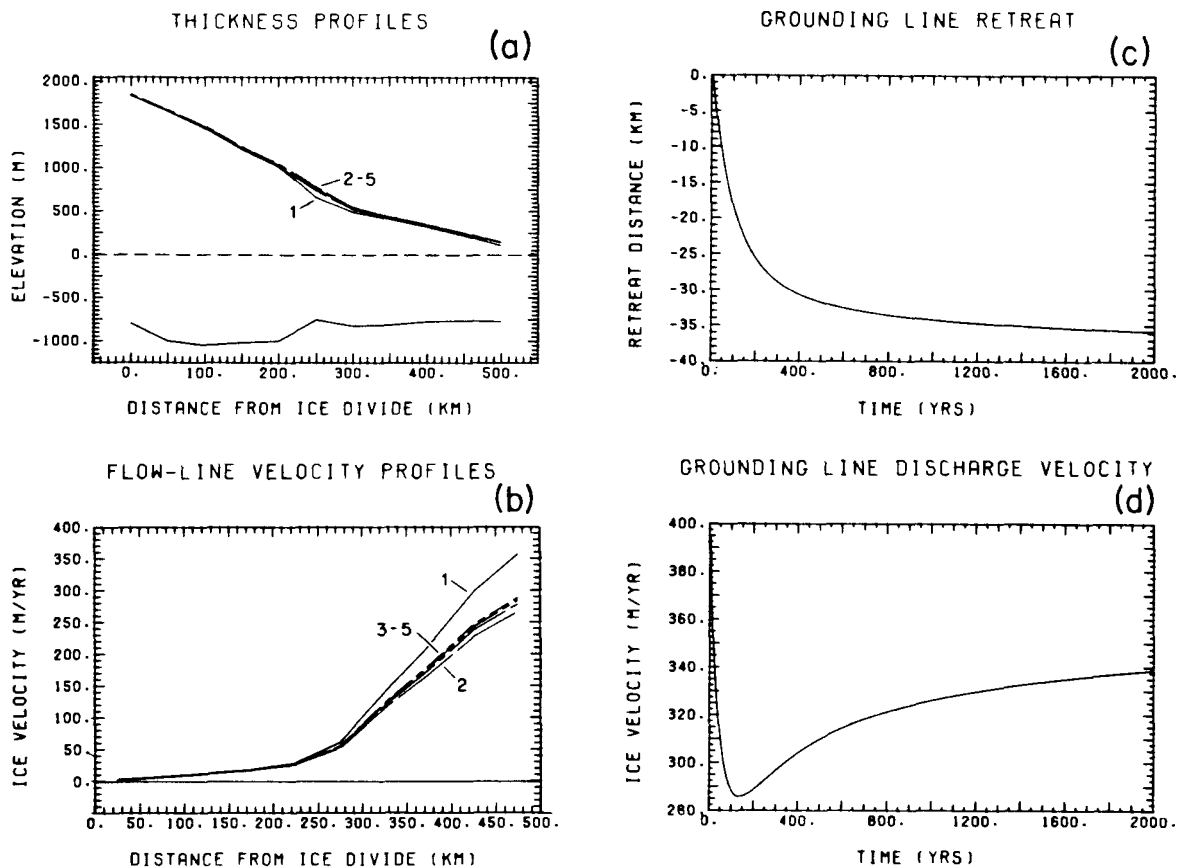 THICKNESS PROFILES
(a)
2000.
1500.
1000.
500.
0.
-500.
-1000.
ELEVATION (M)
2-5
1
0. 100. 200. 300. 400. 500.
DISTANCE FROM ICE DIVIDE (KM)
GROUNDING LINE RETREAT
(c)
0.
-5.
-10.
-15.
-20.
-25.
-30.
-35.
-40.
RETREAT DISTANCE (KM)
0. 400. 800. 1200. 1600. 2000.
TIME (YRS)
FLOW-LINE VELOCITY PROFILES
(b)
400.
350.
300.
250.
200.
150.
100.
50.
0.
ICE VELOCITY (M/YR)
1
3-5
2
0. 50. 100. 150. 200. 250. 300. 350. 400. 450. 500.
DISTANCE FROM ICE DIVIDE (KM)
GROUNDING LINE DISCHARGE VELOCITY
(d)
400.
380.
360.
340.
320.
300.
280
ICE VELOCITY (M/YR)
0. 400. 800. 1200. 1600. 2000.
TIME (YRS)